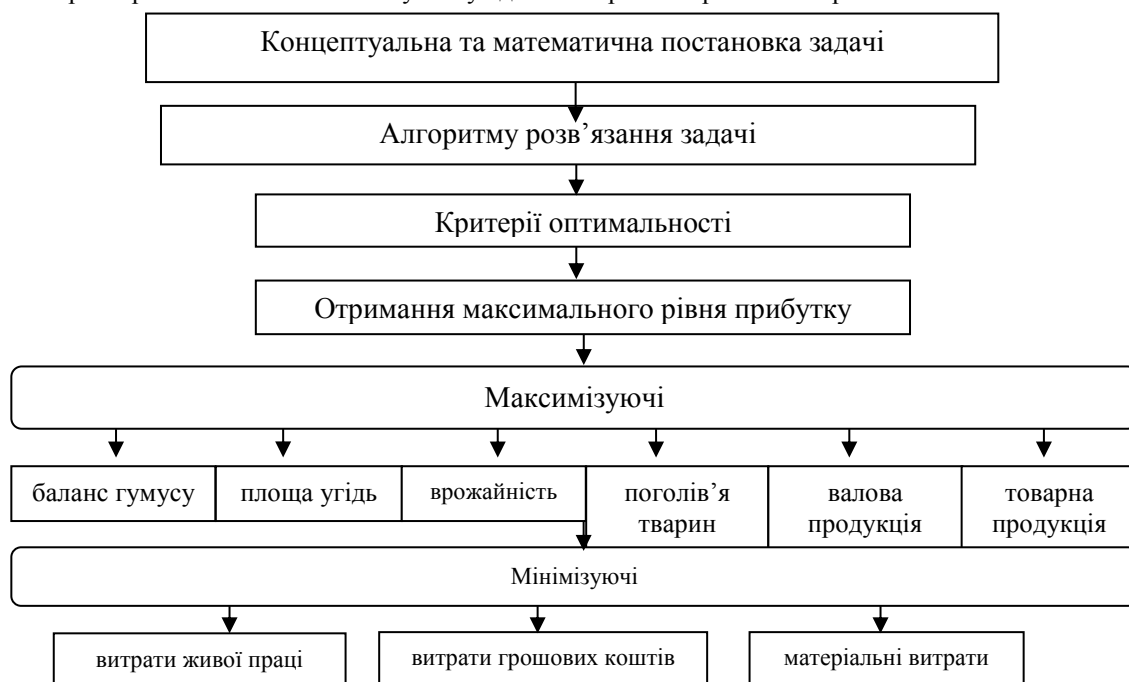 Концептуальна та математична постановка задачі
Алгоритму розв’язання задачі
Критерії оптимальності
Отримання максимального рівня прибутку
Максимізуючі
баланс гумусу
площа угідь
врожайність
поголів’я
тварин
валова
продукція
товарна
продукція
Мінімізуючі
витрати живої праці
витрати грошових коштів
матеріальні витрати